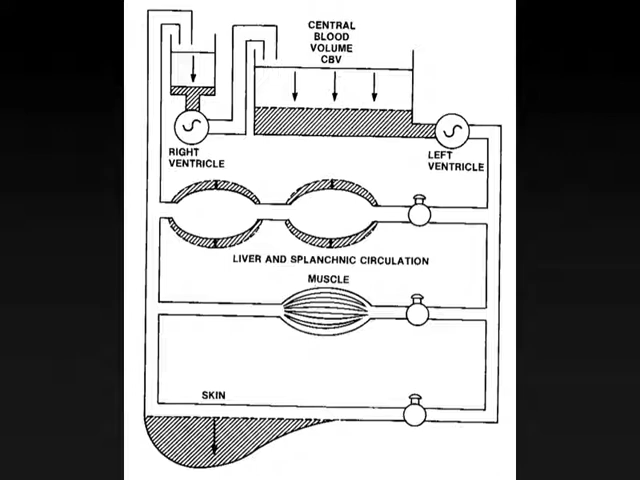 CENTRAL
BLOOD
VOLUME
CBV
RIGHT
VENTRICLE
LEFT
VENTRICLE
LIVER AND SPLANCHNIC CIRCULATION
MUSCLE
SKIN